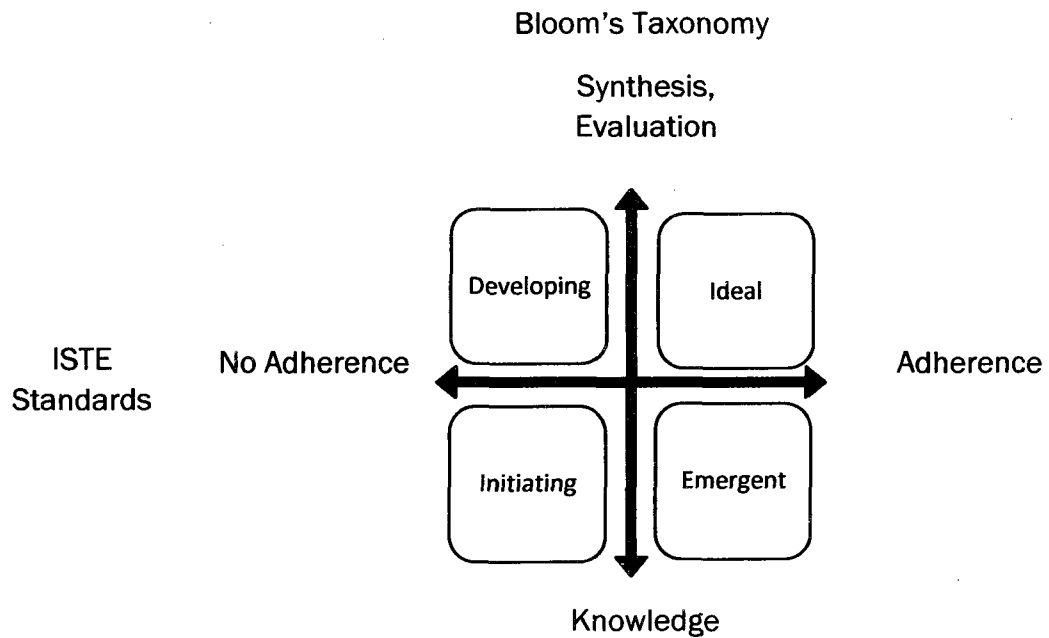 Bloom's Taxonomy
Synthesis,
Evaluation
Developing
Ideal
ISTE
Standards
No Adherence
Adherence
Initiating
Emergent
Knowledge